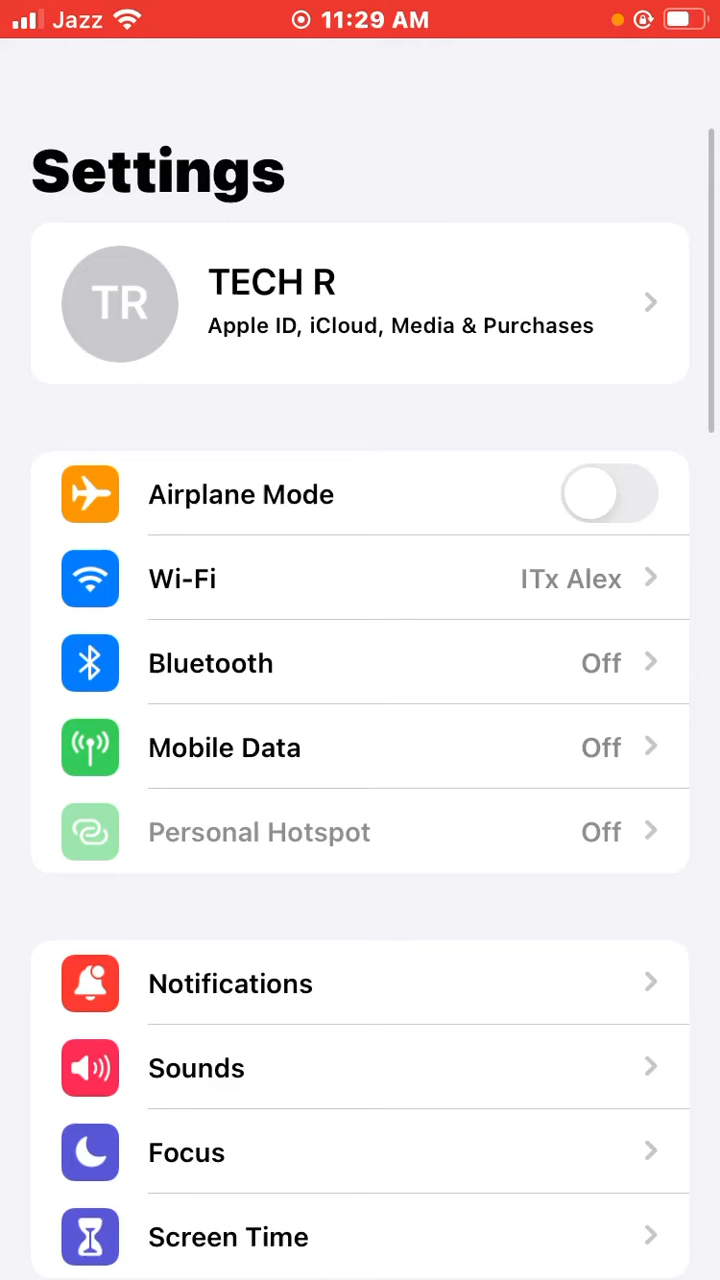 Jazz 11:29 AM
Settings
TR
TECH R
Apple ID, iCloud, Media & Purchases
Airplane Mode
Wi-Fi ITx Alex
Bluetooth Off
Mobile Data Off
Personal Hotspot Off
Notifications
Sounds
Focus
Screen Time